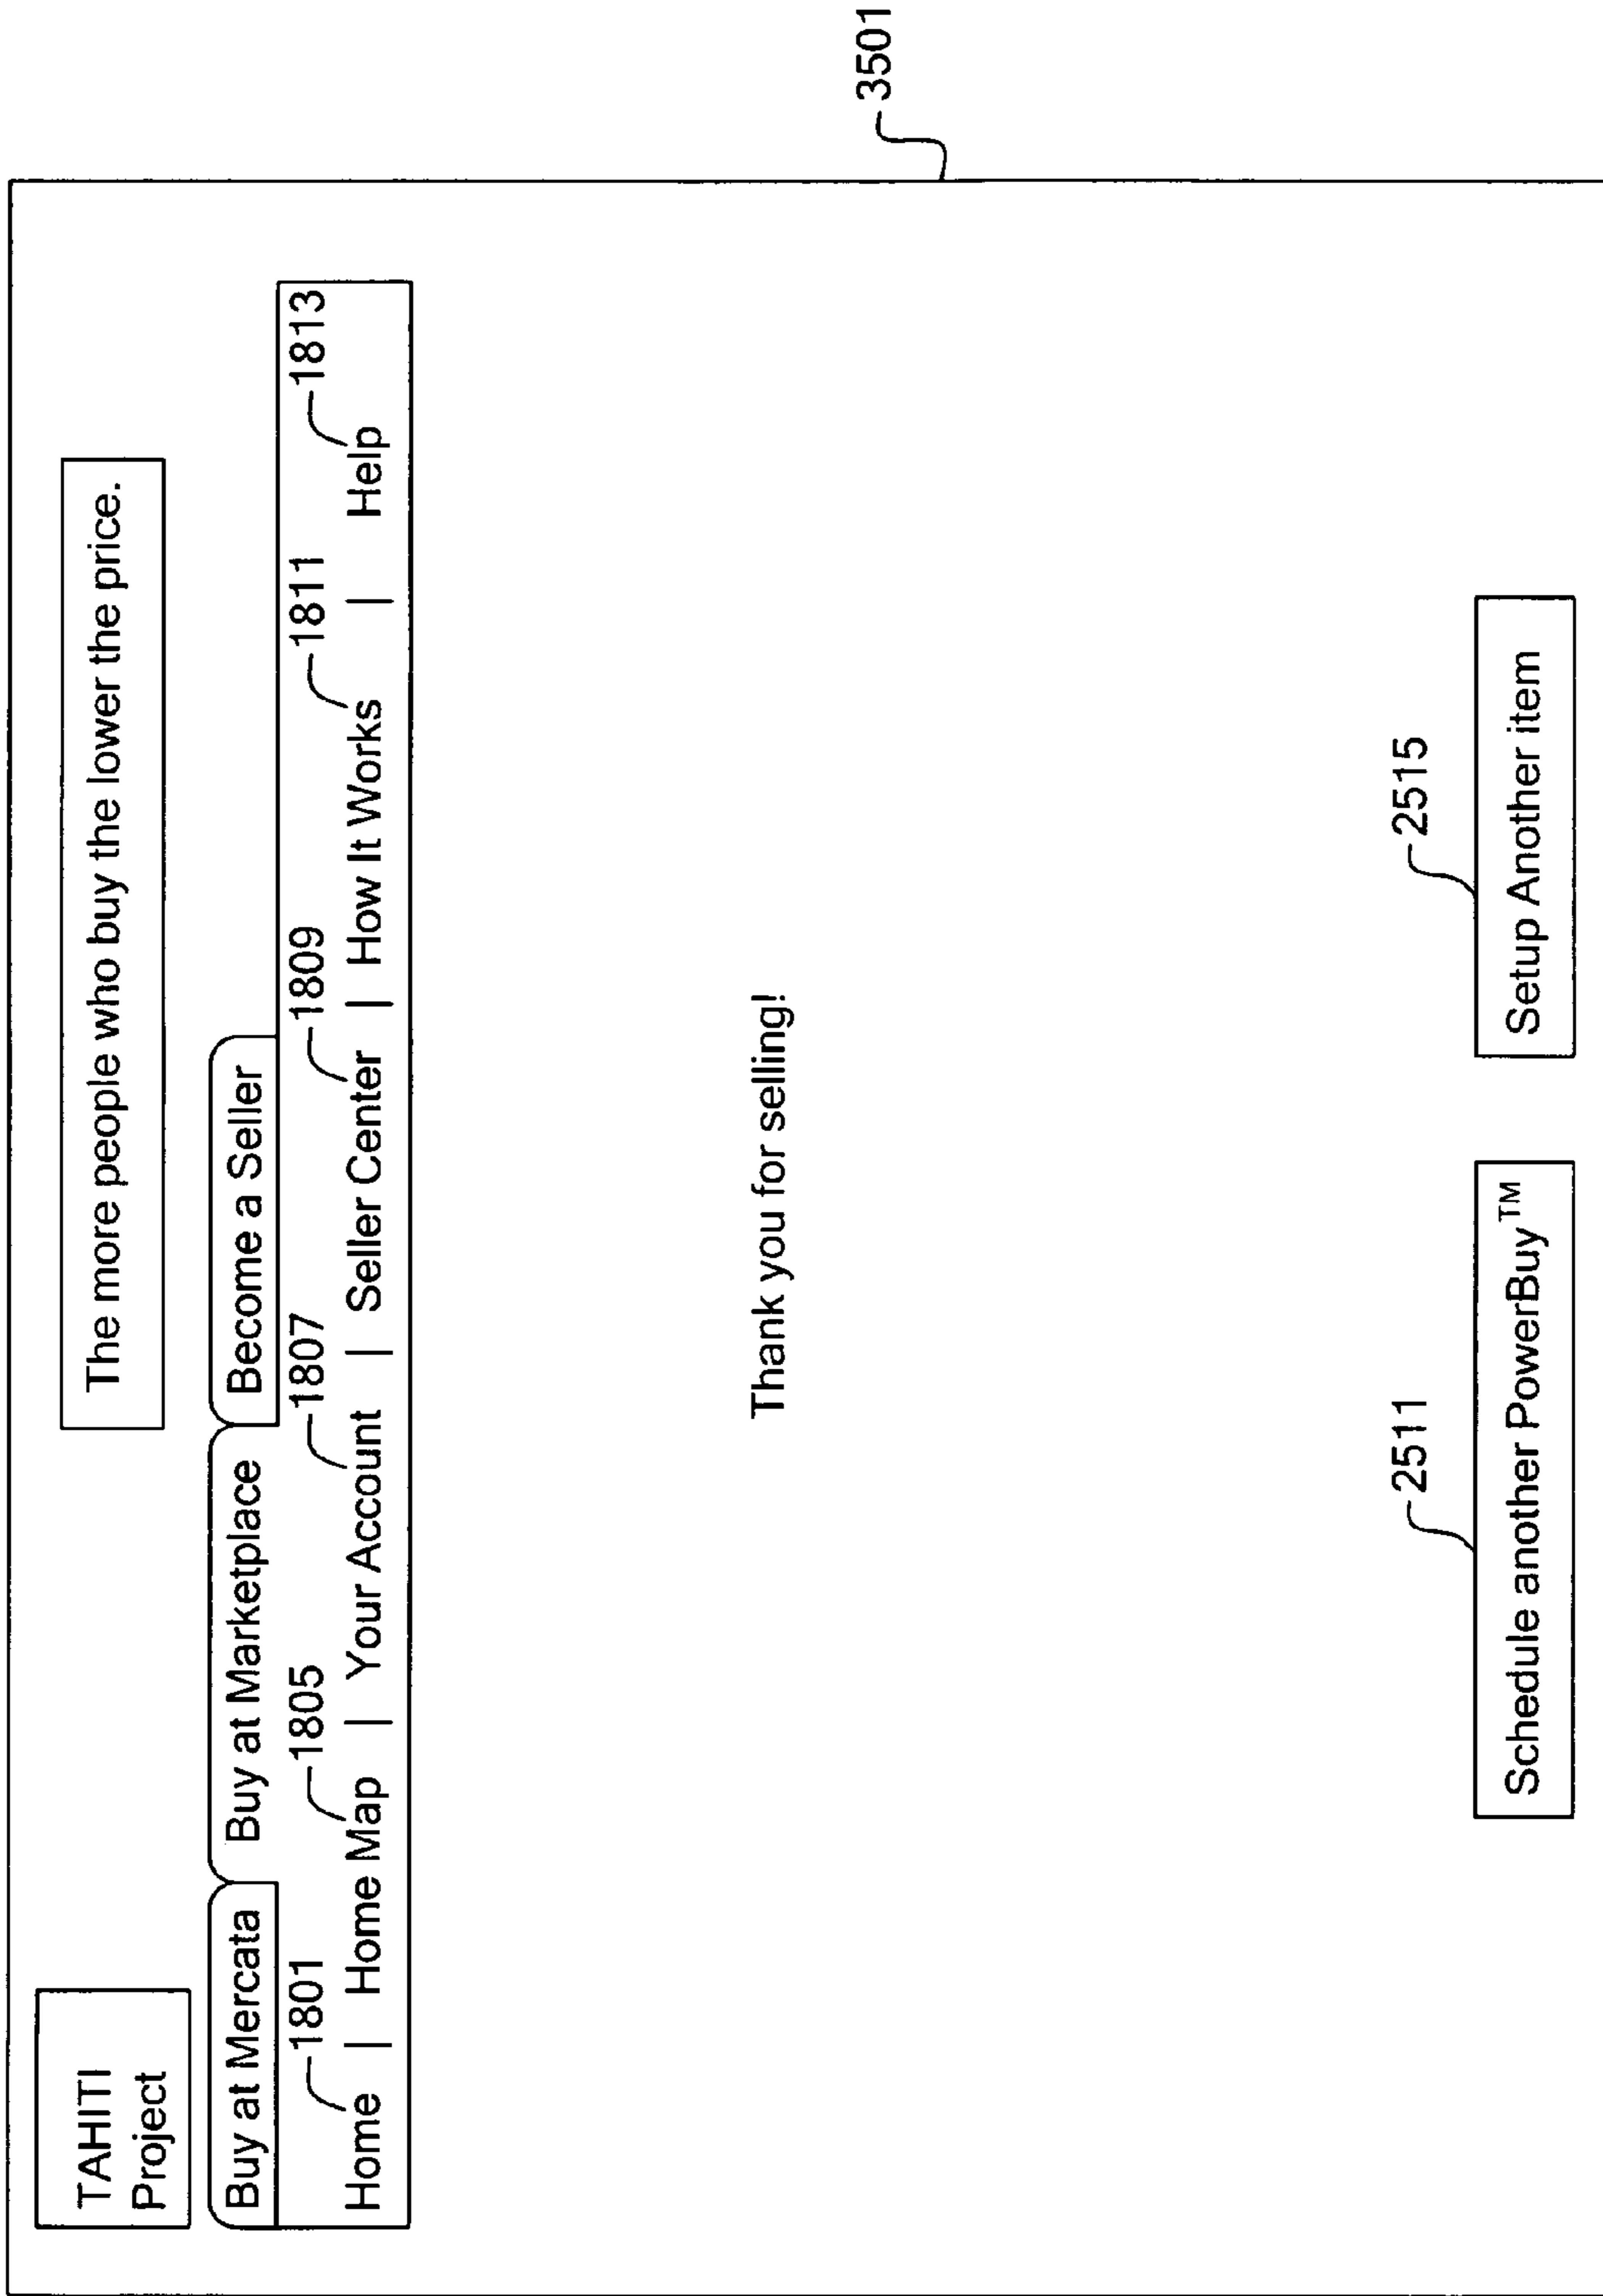 TAHITI
Project
The more people who buy the lower the price.
Buy at Mercata Buy at Marketplace Become a Seller
1801 1805 1807 1809 1811 1813
Home | Home Map | Your Account | Seller Center | How It Works | Help
3501
Thank you for selling!
2511 2515
Schedule another PowerBuy™ Setup Another item